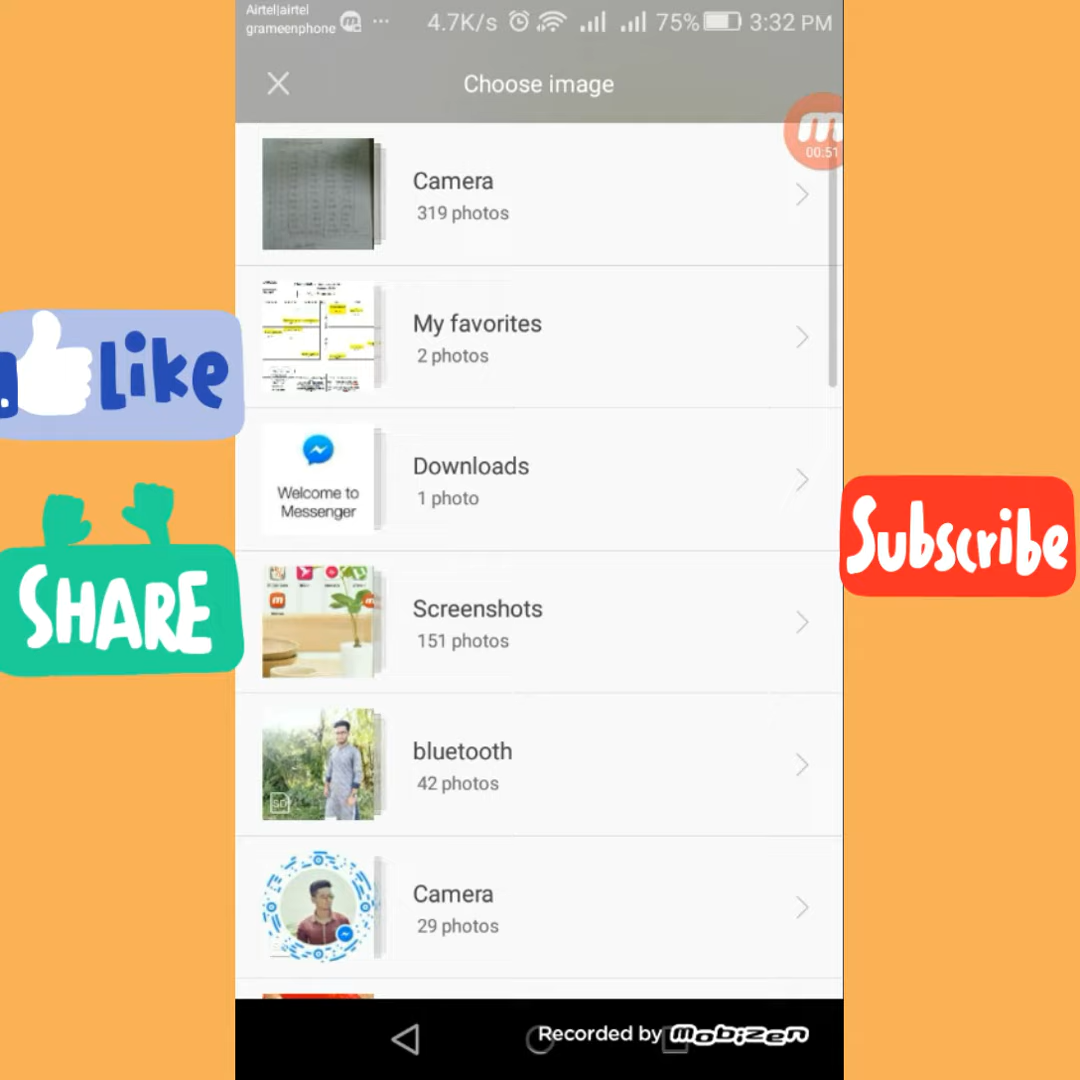 Airtel|airtel
grameenphone
4.7K/s 75% 3:32 PM
Choose image
00:51
Camera
319 photos
My favorites
2 photos
Welcome to
Messenger
Downloads
1 photo
Screenshots
151 photos
SD
bluetooth
42 photos
Camera
29 photos
Like
SHARE
Subscribe
Recorded by mobizen